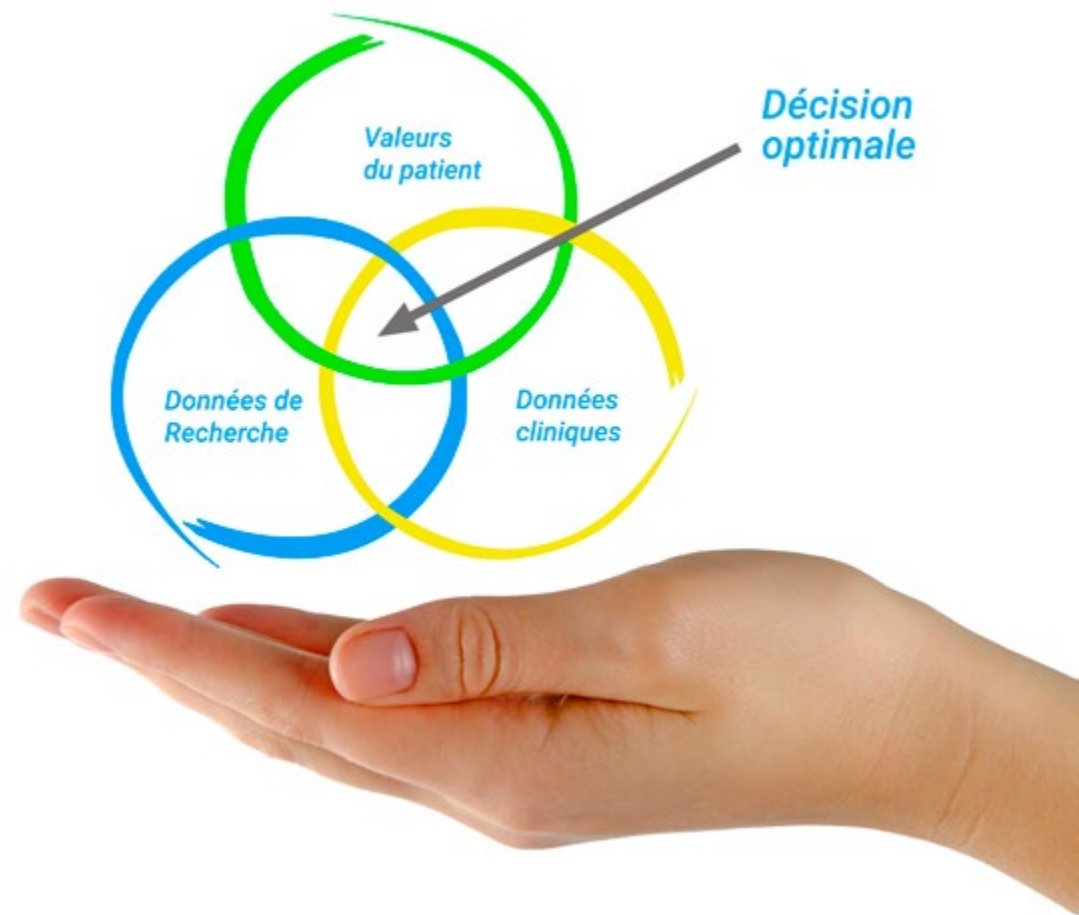 Décision
optimale
Valeurs
du patient
Données de
Recherche
Données
cliniques